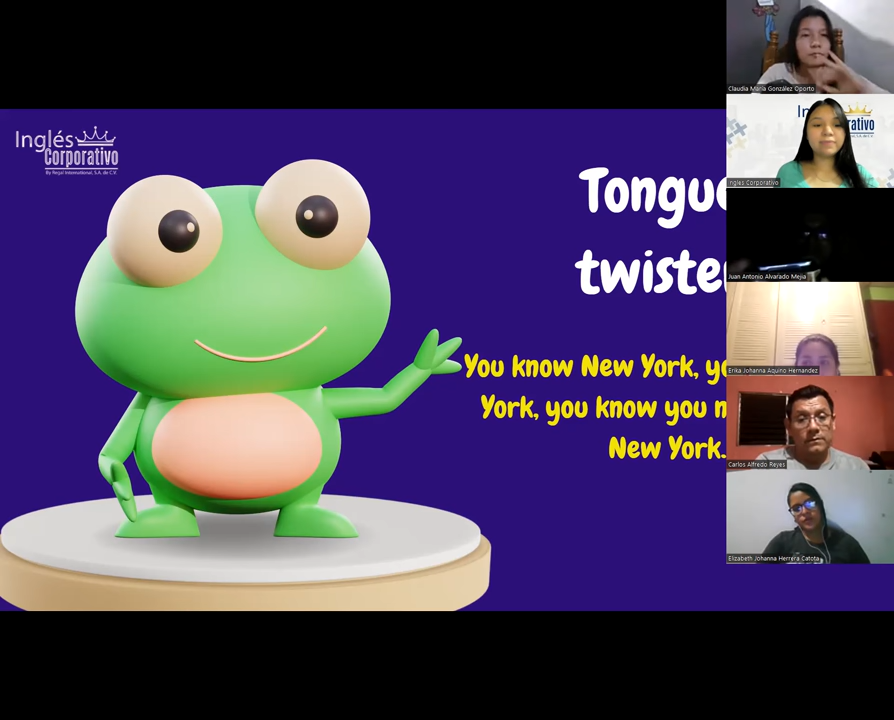 Inglés
Corporativo
By Regal International, S.A. de C.V.
Tongue
twiste
You know New York, yo
York, you know you n
New York.
Claudia María González Oporto
Inglés Corporativo
Juan Antonio Alvarado Mejia
Erika Johanna Aquino Hernandez
Carlos Alfredo Reyes
Elizabeth Johanna Herrera Catota